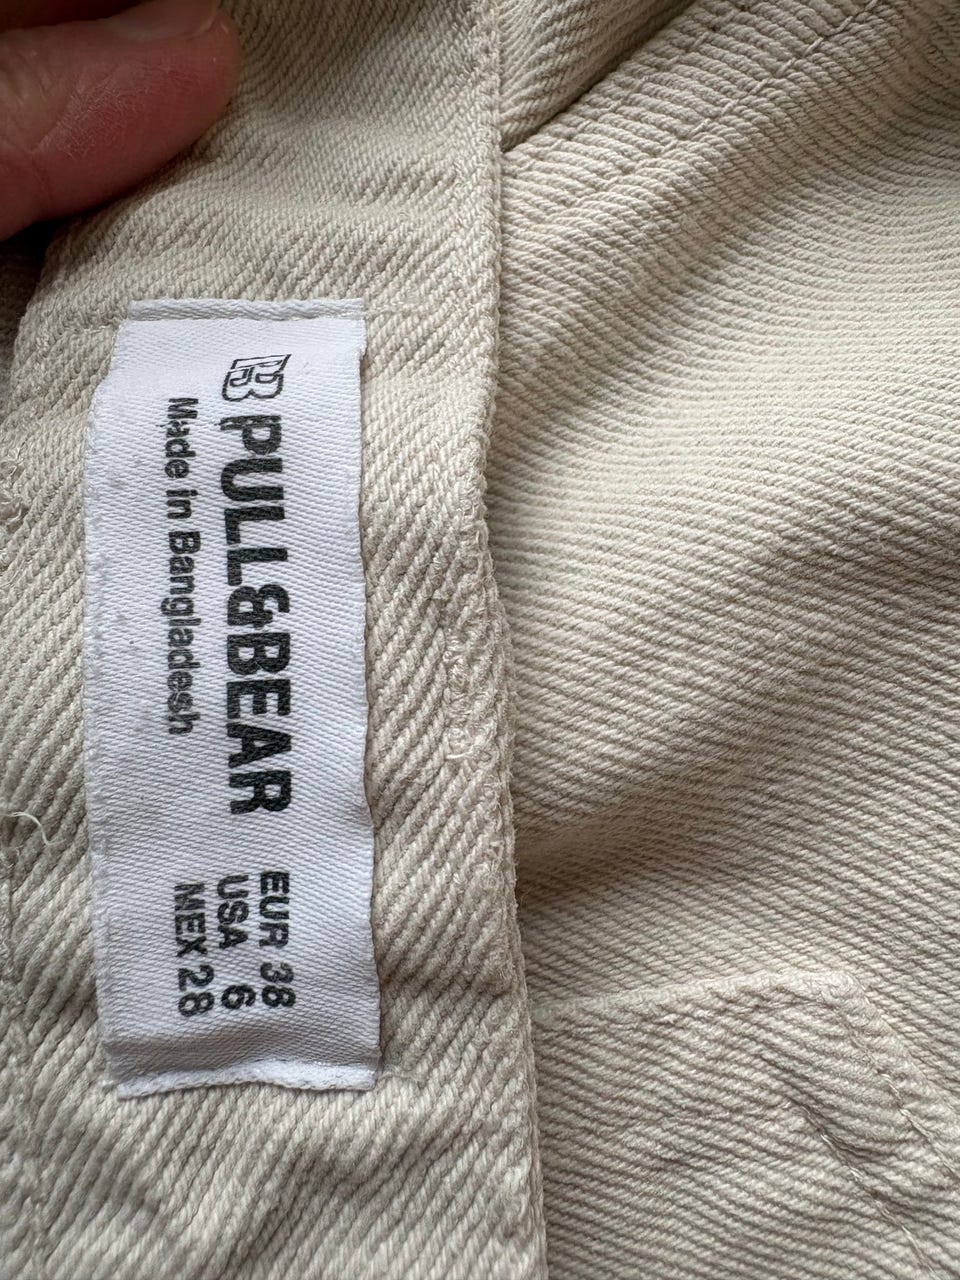 PULL&BEAR
Made in Bangladesh
EUR 38
USA 6
MEX 28